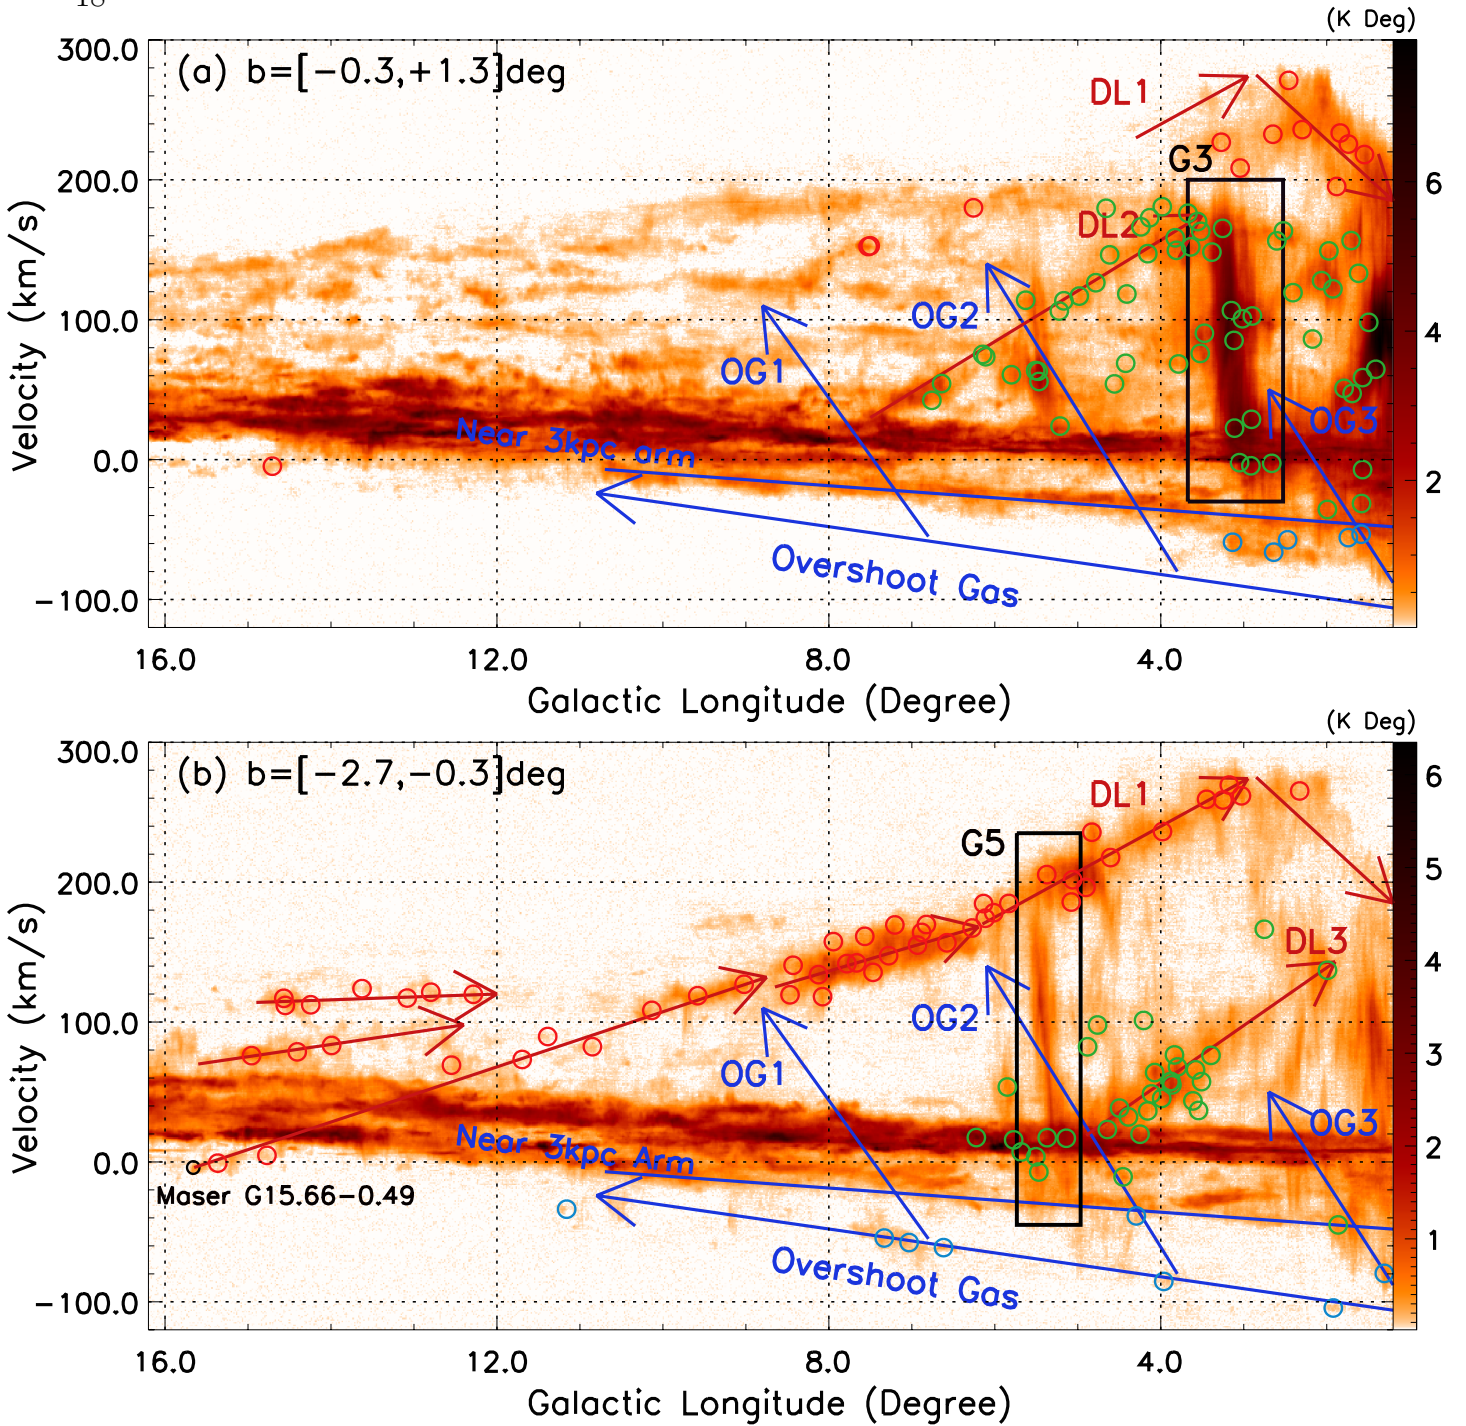 18
(K Deg)
300.0
(a) b=[−0.3,+1.3]deg
DL1
G3
200.0
6
DL2
Velocity (km/s)
OG2
100.0
4
OG1
OG3
Near 3kpc arm
0.0
2
Overshoot Gas
−100.0
16.0 12.0 8.0 4.0
Galactic Longitude (Degree)
(K Deg)
300.0
(b) b=[−2.7,−0.3]deg
6
DL1
G5
5
200.0
DL3
4
Velocity (km/s)
OG2
100.0
3
OG1
OG3
2
Near 3kpc Arm
0.0
Maser G15.66−0.49
1
Overshoot Gas
−100.0
16.0 12.0 8.0 4.0
Galactic Longitude (Degree)